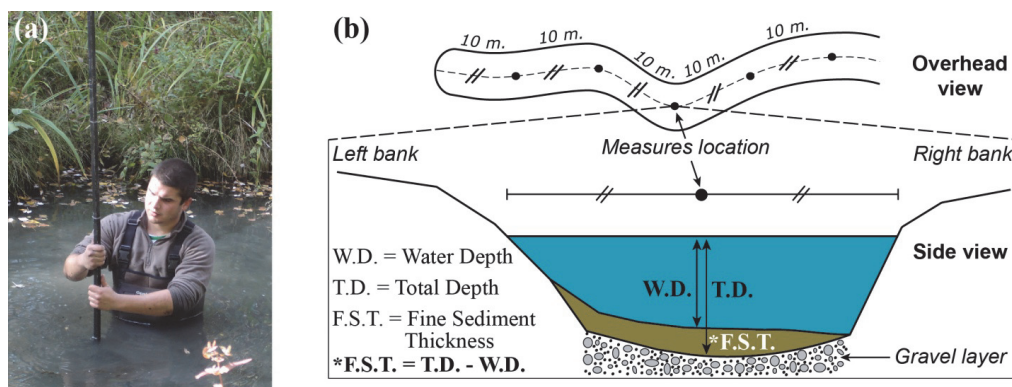 (a)
(b)
10 m.
10 m.
10 m.
10 m.
10 m.
Overhead
view
Left bank
Measures location
Right bank
W.D. = Water Depth
T.D. = Total Depth
F.S.T. = Fine Sediment
Thickness
*F.S.T. = T.D. - W.D.
W.D.
T.D.
*F.S.T.
Side view
Gravel layer